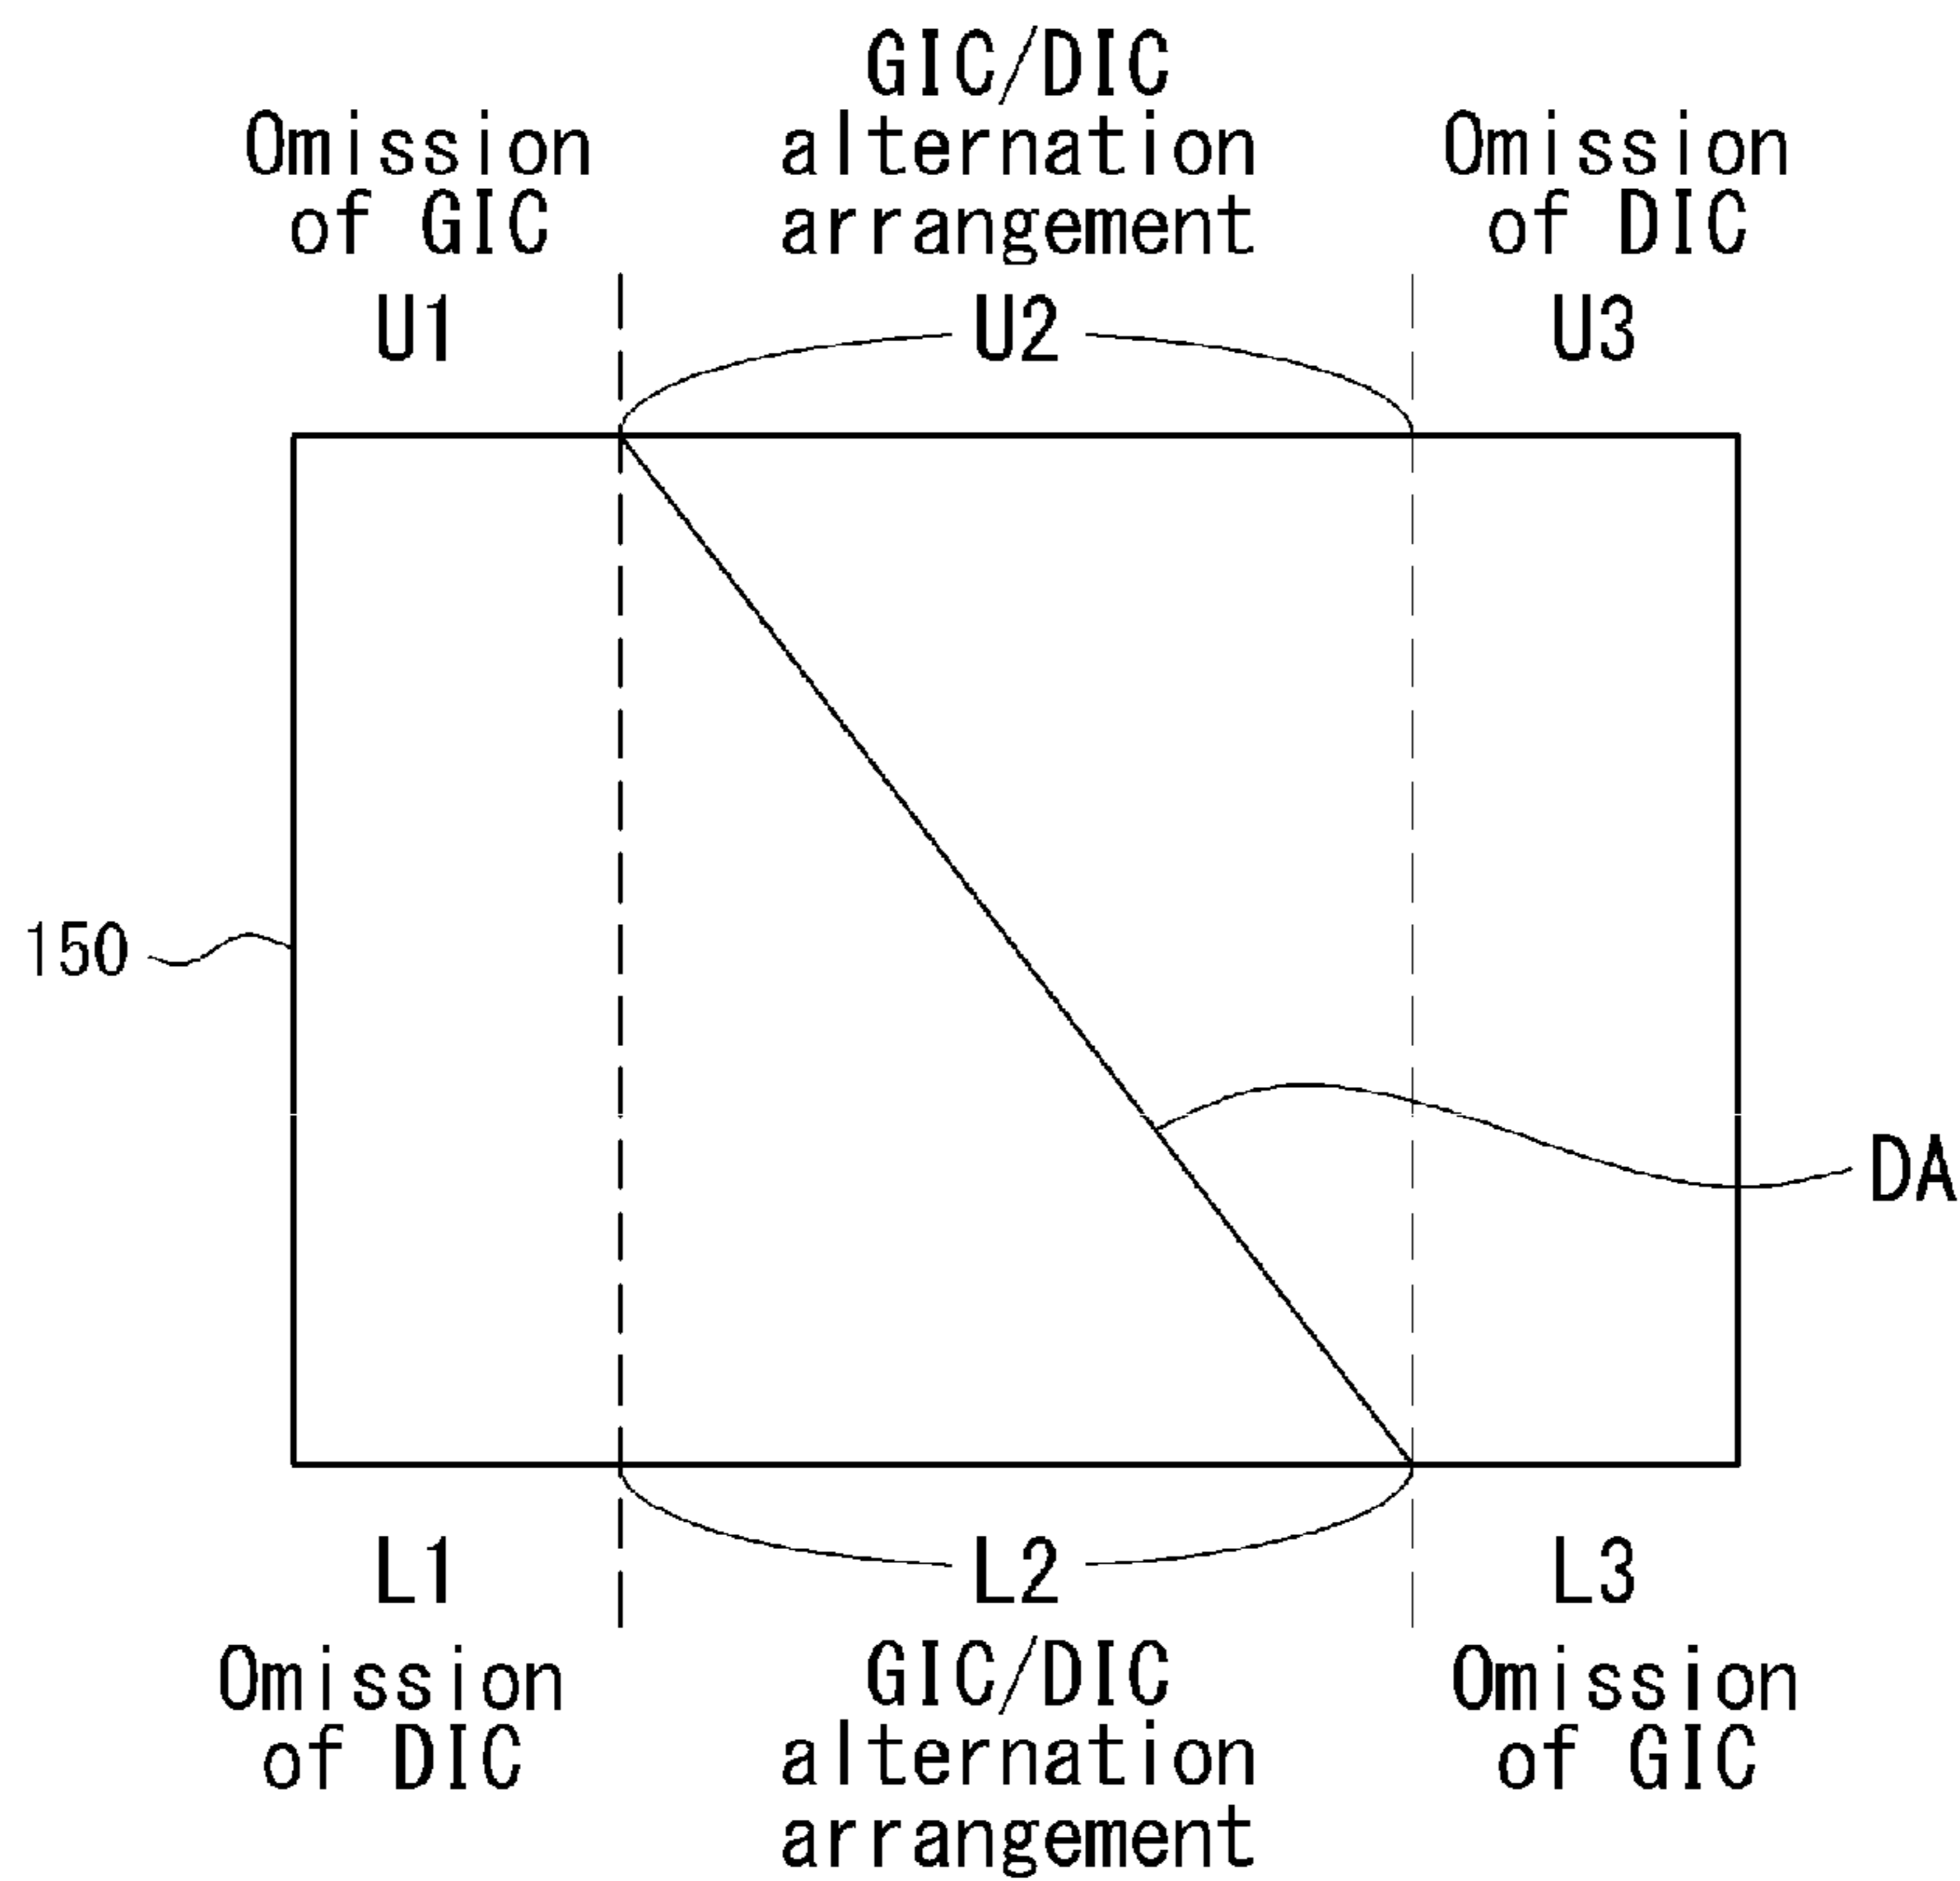 Omission
of GIC
U1
GIC/DIC
alternation
arrangement
U2
Omission
of DIC
U3
150
DA
L1
Omission
of DIC
L2
GIC/DIC
alternation
arrangement
L3
Omission
of GIC